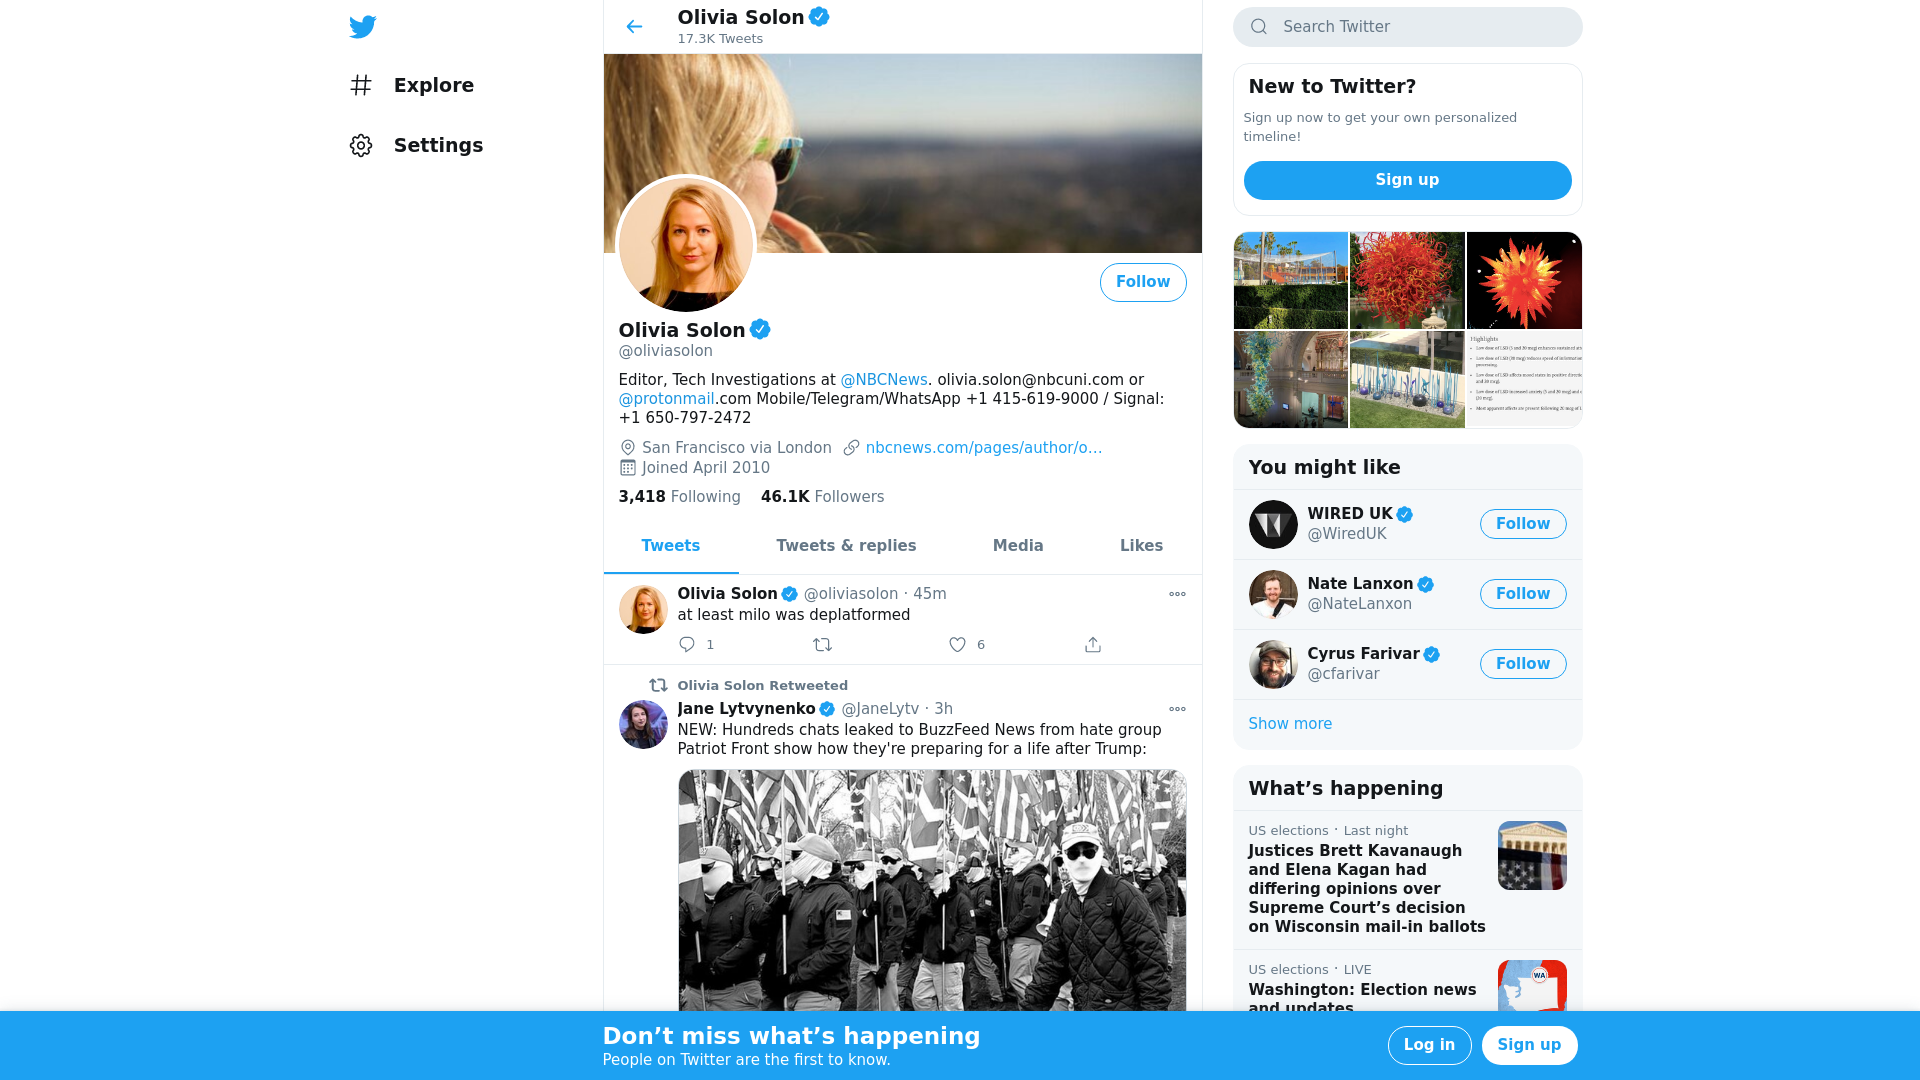 Explore
Settings
Olivia Solon
17.3K Tweets
Follow
Olivia Solon
@oliviasolon
Editor, Tech Investigations at @NBCNews. olivia.solon@nbcuni.com or
@protonmail.com Mobile/Telegram/WhatsApp +1 415-619-9000 / Signal:
+1 650-797-2472
San Francisco via London nbcnews.com/pages/author/o…
Joined April 2010
3,418 Following 46.1K Followers
Tweets Tweets & replies Media Likes
Olivia Solon @oliviasolon · 45m
at least milo was deplatformed
1 6
Olivia Solon Retweeted
Jane Lytvynenko @JaneLytv · 3h
NEW: Hundreds chats leaked to BuzzFeed News from hate group
Patriot Front show how they're preparing for a life after Trump:
Search Twitter
New to Twitter?
Sign up now to get your own personalized
timeline!
Sign up
Highlights
You might like
WIRED UK
@WiredUK
Follow
Nate Lanxon
@NateLanxon
Follow
Cyrus Farivar
@cfarivar
Follow
Show more
What's happening
US elections · Last night
Justices Brett Kavanaugh
and Elena Kagan had
differing opinions over
Supreme Court's decision
on Wisconsin mail-in ballots
US elections · LIVE
Washington: Election news
and updates
WA
Don't miss what's happening
People on Twitter are the first to know.
Log in
Sign up